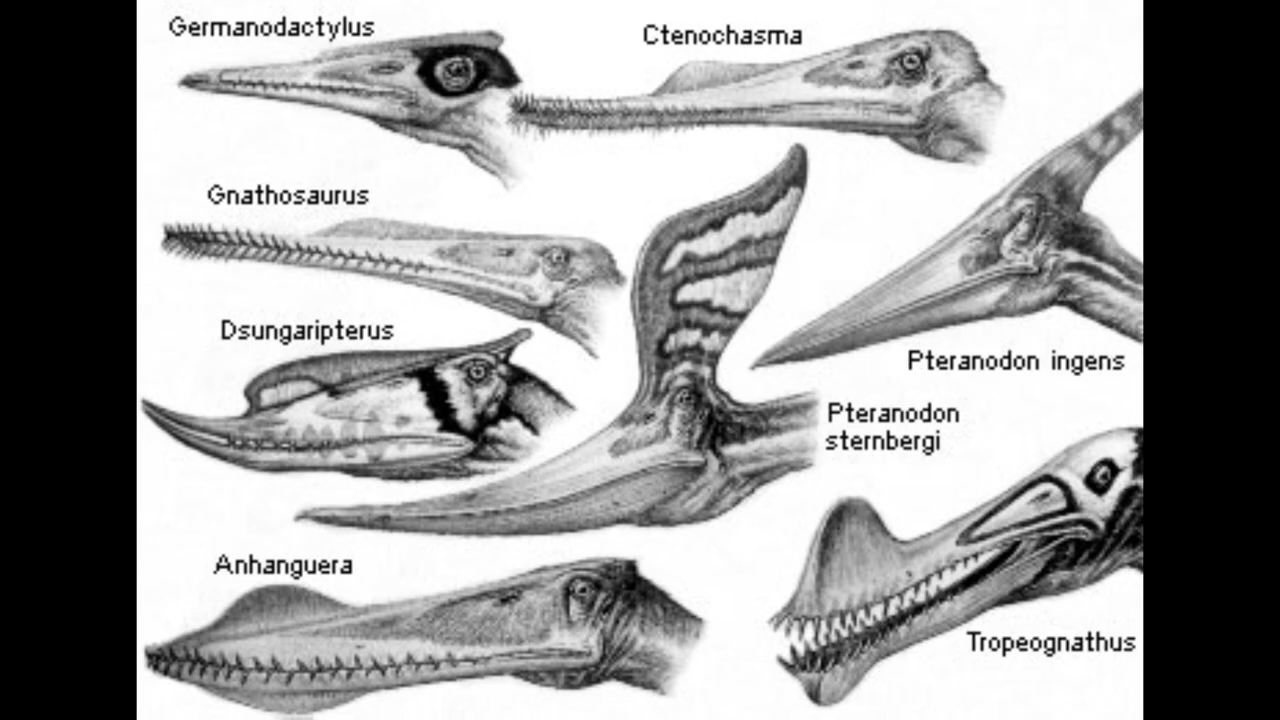 Germanodactylus
Ctenochasma
Gnathosaurus
Dsungaripterus
Pteranodon ingens
Pteranodon
sternbergi
Anhanguera
Tropeognathus